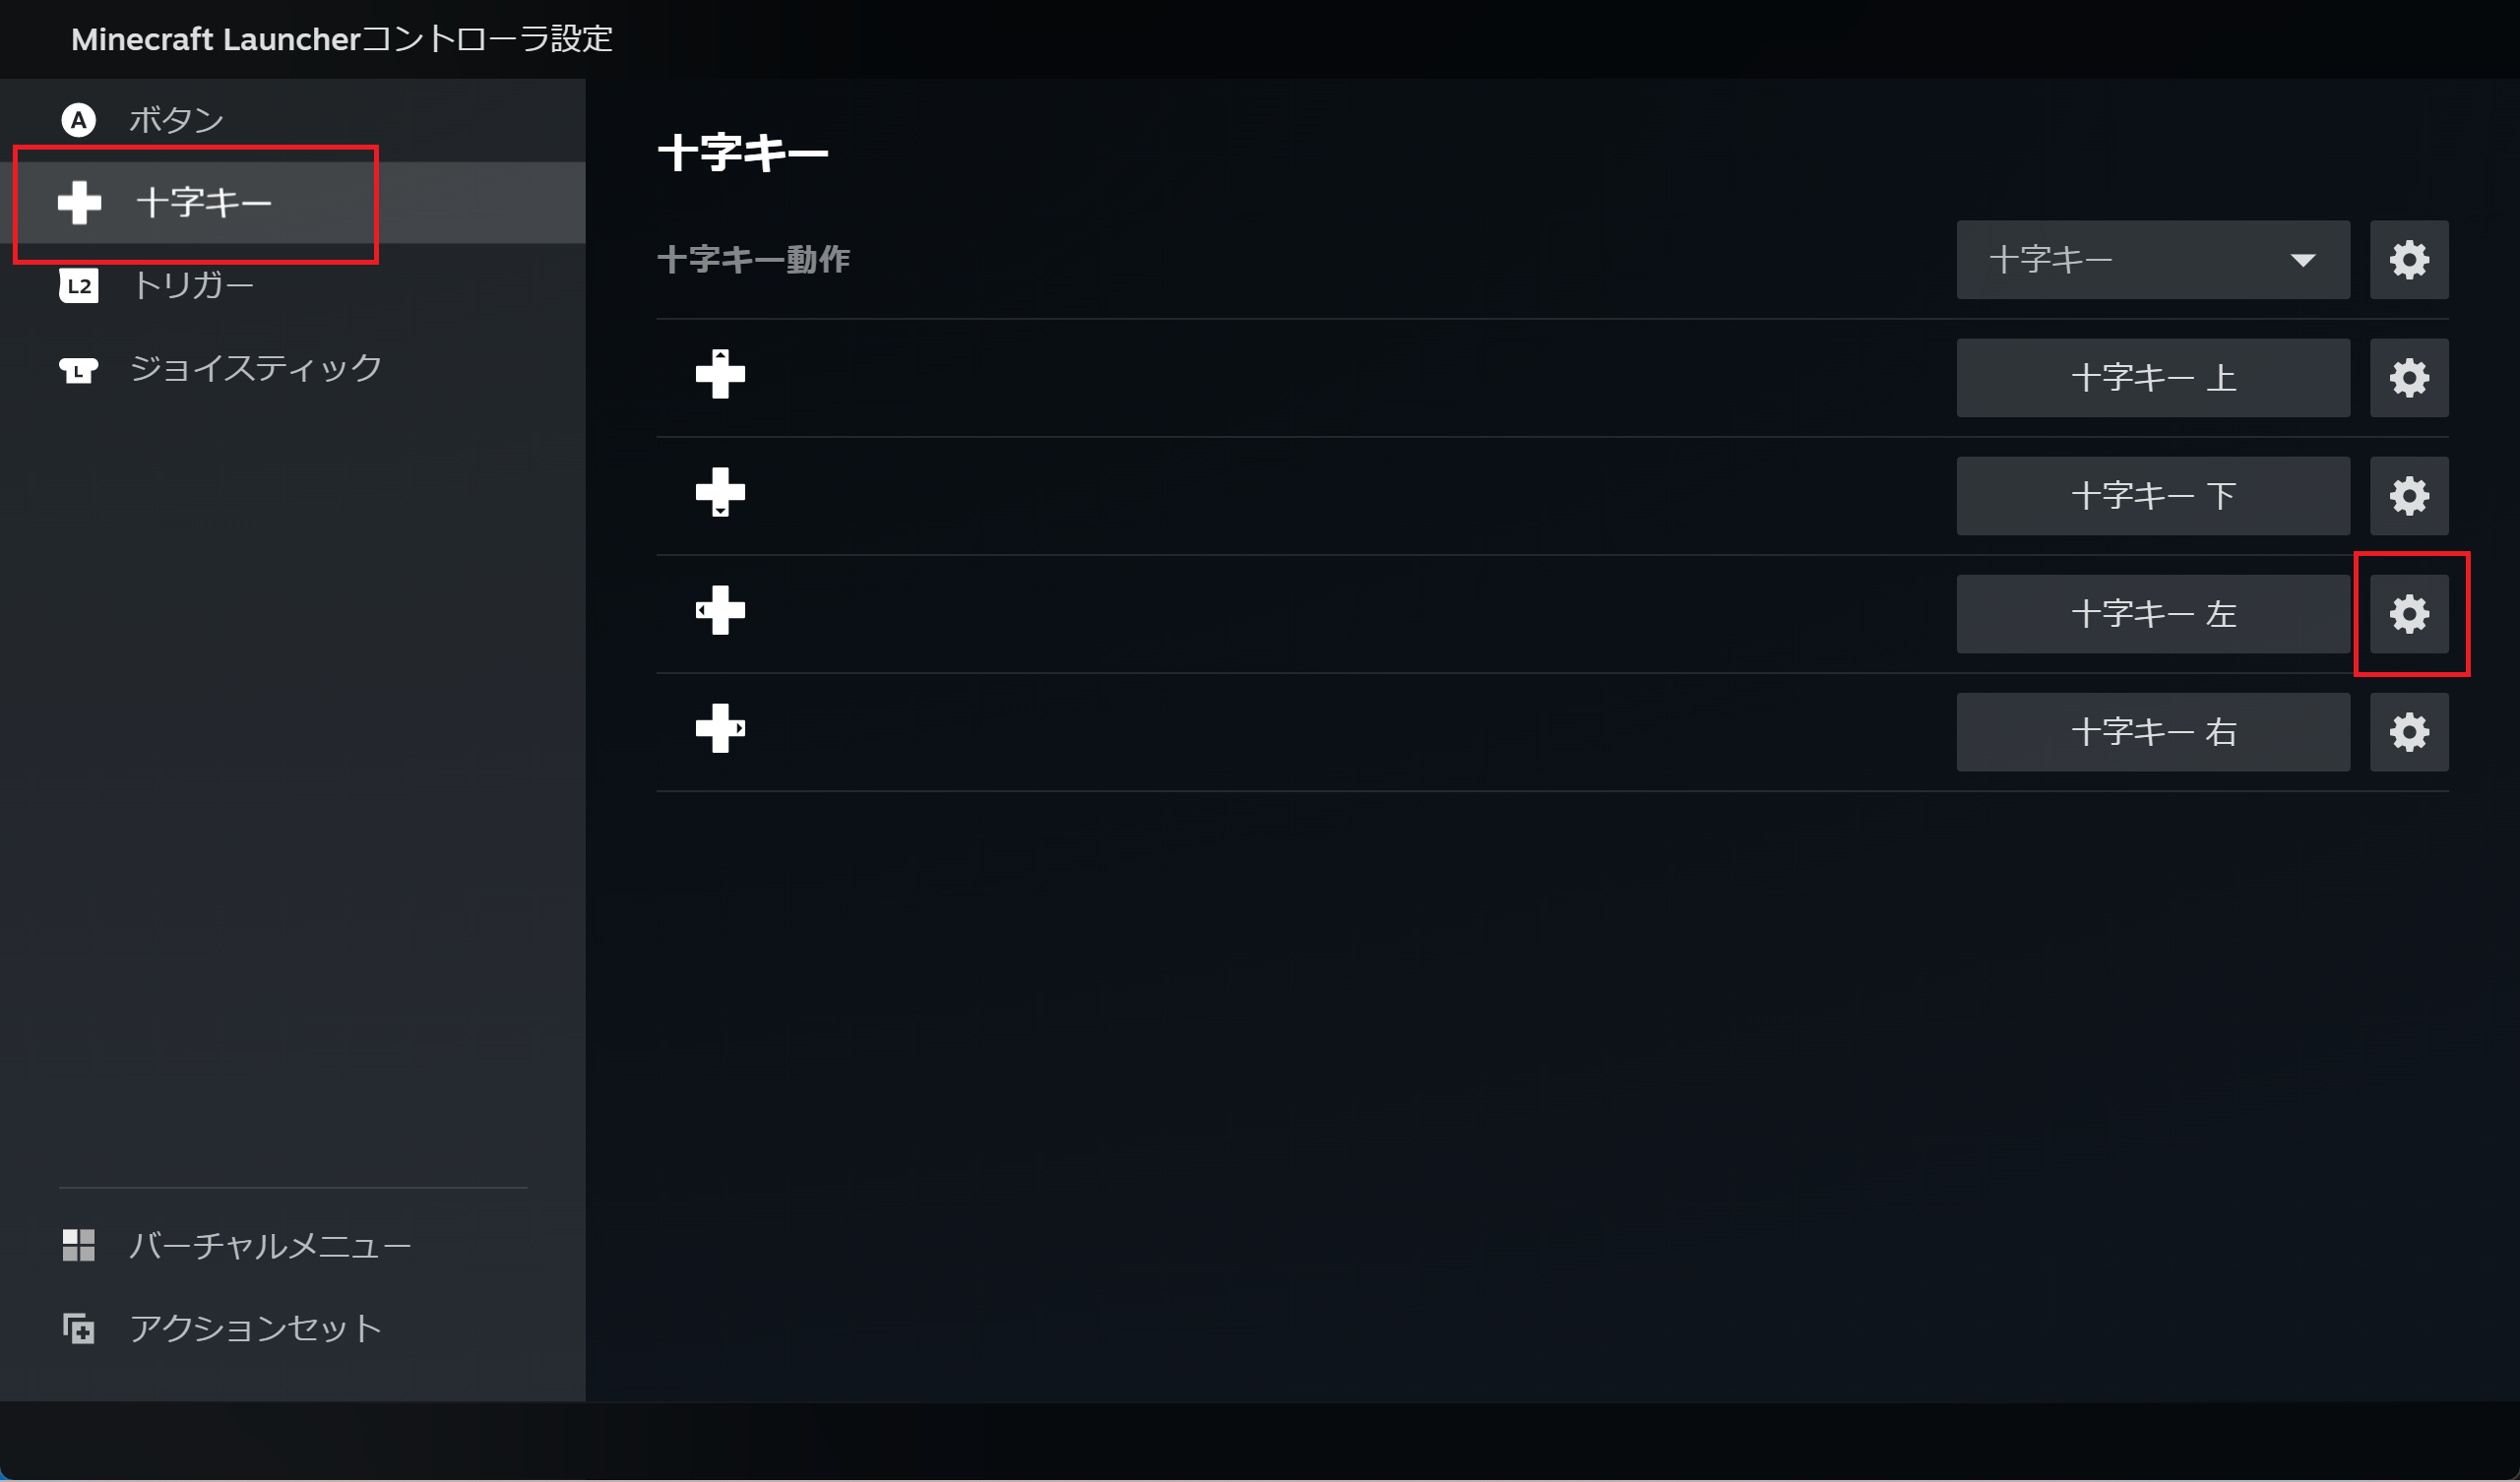 Minecraft Launcherコントローラ設定
A ボタン
十字キー
L2 トリガー
L ジョイスティック
バーチャルメニュー
アクションセット
十字キー
十字キー動作
十字キー
十字キー 上
十字キー 下
十字キー 左
十字キー 右